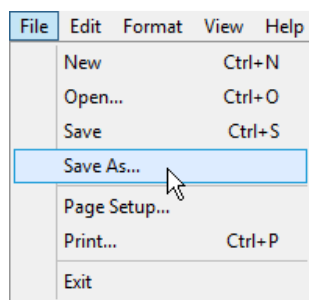 File Edit Format View Help
New Ctrl+N
Open... Ctrl+O
Save Ctrl+S
Save As...
Page Setup...
Print... Ctrl+P
Exit